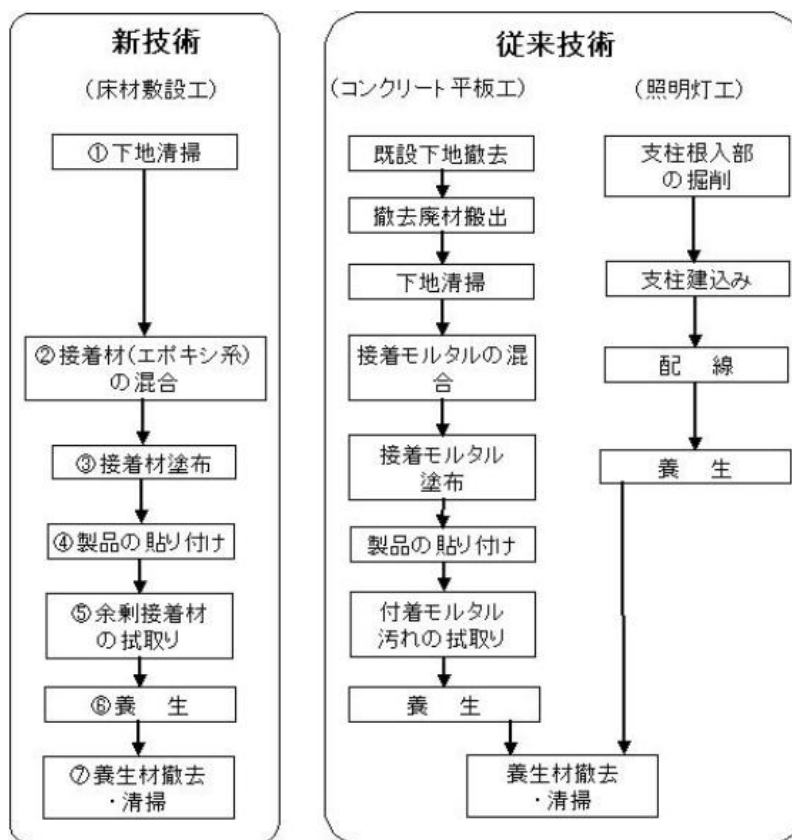 新技術
(床材敷設工)
①下地清掃
②接着材(エポキシ系)
の混合
③接着材塗布
④製品の貼り付け
⑤余剰接着材
の拭取り
⑥養 生
⑦養生材撤去
・清掃
従来技術
(コンクリート平板工)
既設下地撤去
撤去廃材搬出
下地清掃
接着モルタルの混
合
接着モルタル
塗布
製品の貼り付け
付着モルタル
汚れの拭取り
養 生
(照明灯工)
支柱根入部
の掘削
支柱建込み
配 線
養 生
養生材撤去
・清掃